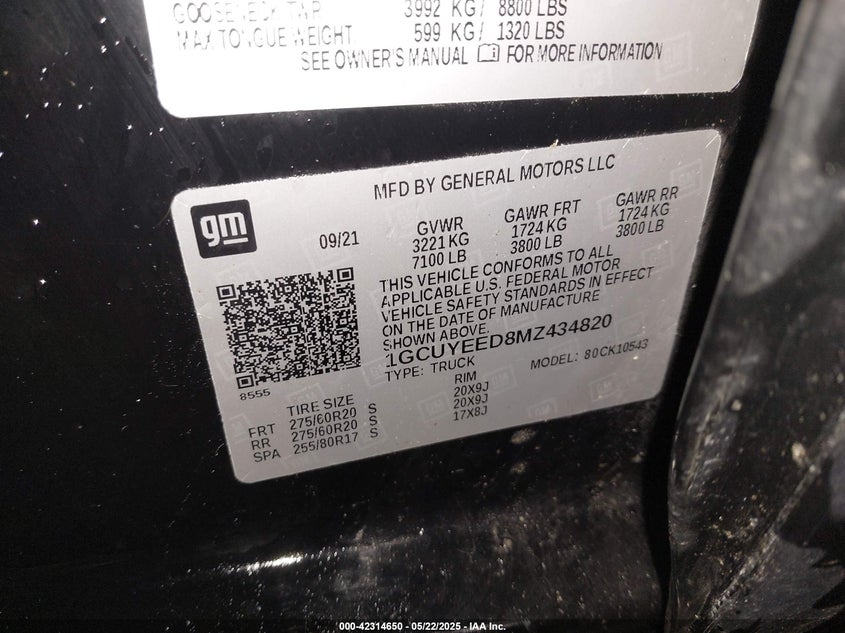 GOOSENECK TWR 3992 KG / 8800 LBS
MAX TONGUE WEIGHT 599 KG / 1320 LBS
SEE OWNER'S MANUAL FOR MORE INFORMATION
MFD BY GENERAL MOTORS LLC
gm
09/21
GVWR GAWR FRT GAWR RR
3221 KG 1724 KG 1724 KG
7100 LB 3800 LB 3800 LB
THIS VEHICLE CONFORMS TO ALL
APPLICABLE U.S. FEDERAL MOTOR
VEHICLE SAFETY STANDARDS IN EFFECT
ON THE DATE OF MANUFACTURE
SHOWN ABOVE.
1GCUYEED8MZ434820
TYPE: TRUCK MODEL: 80CK10543
8555
TIRE SIZE RIM
FRT 275/60R20 S 20X9J
RR 275/60R20 S 20X9J
SPA 255/80R17 S 17X8J
000-42314650 - 05/22/2025 - IAA Inc.